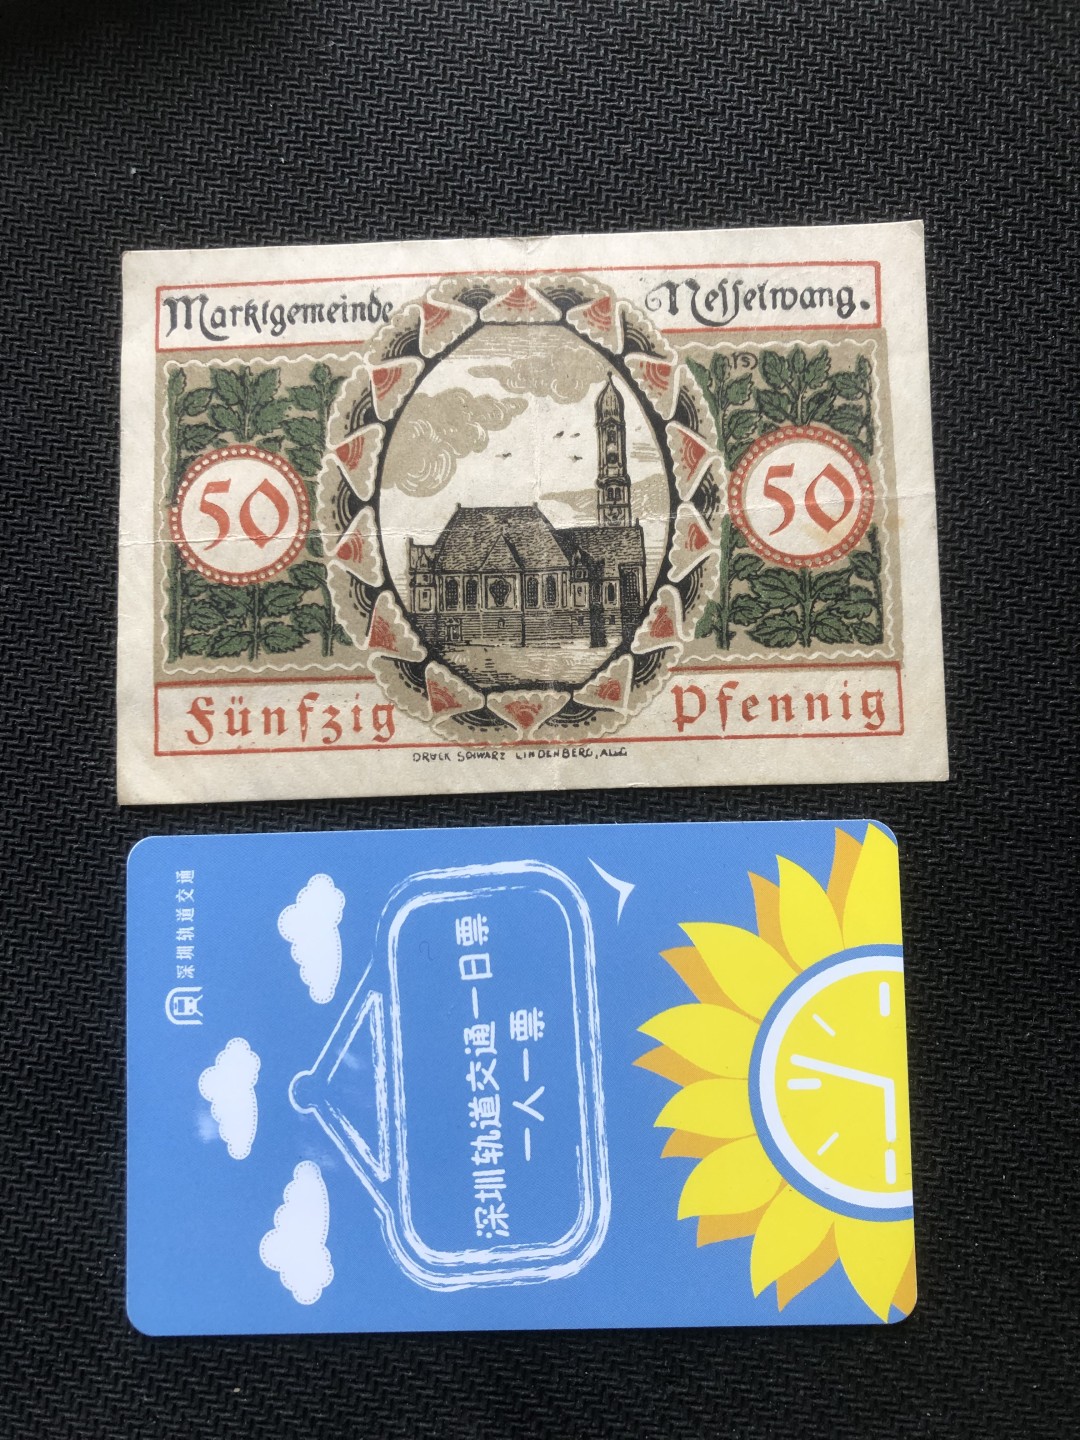 Marktgemeinde Nesselwang.
50 50
Fünfzig Pfennig
DRUCK SCHWARZ LINDENBERG, ALLG
深圳轨道交通
深圳轨道交通一日票
一人一票